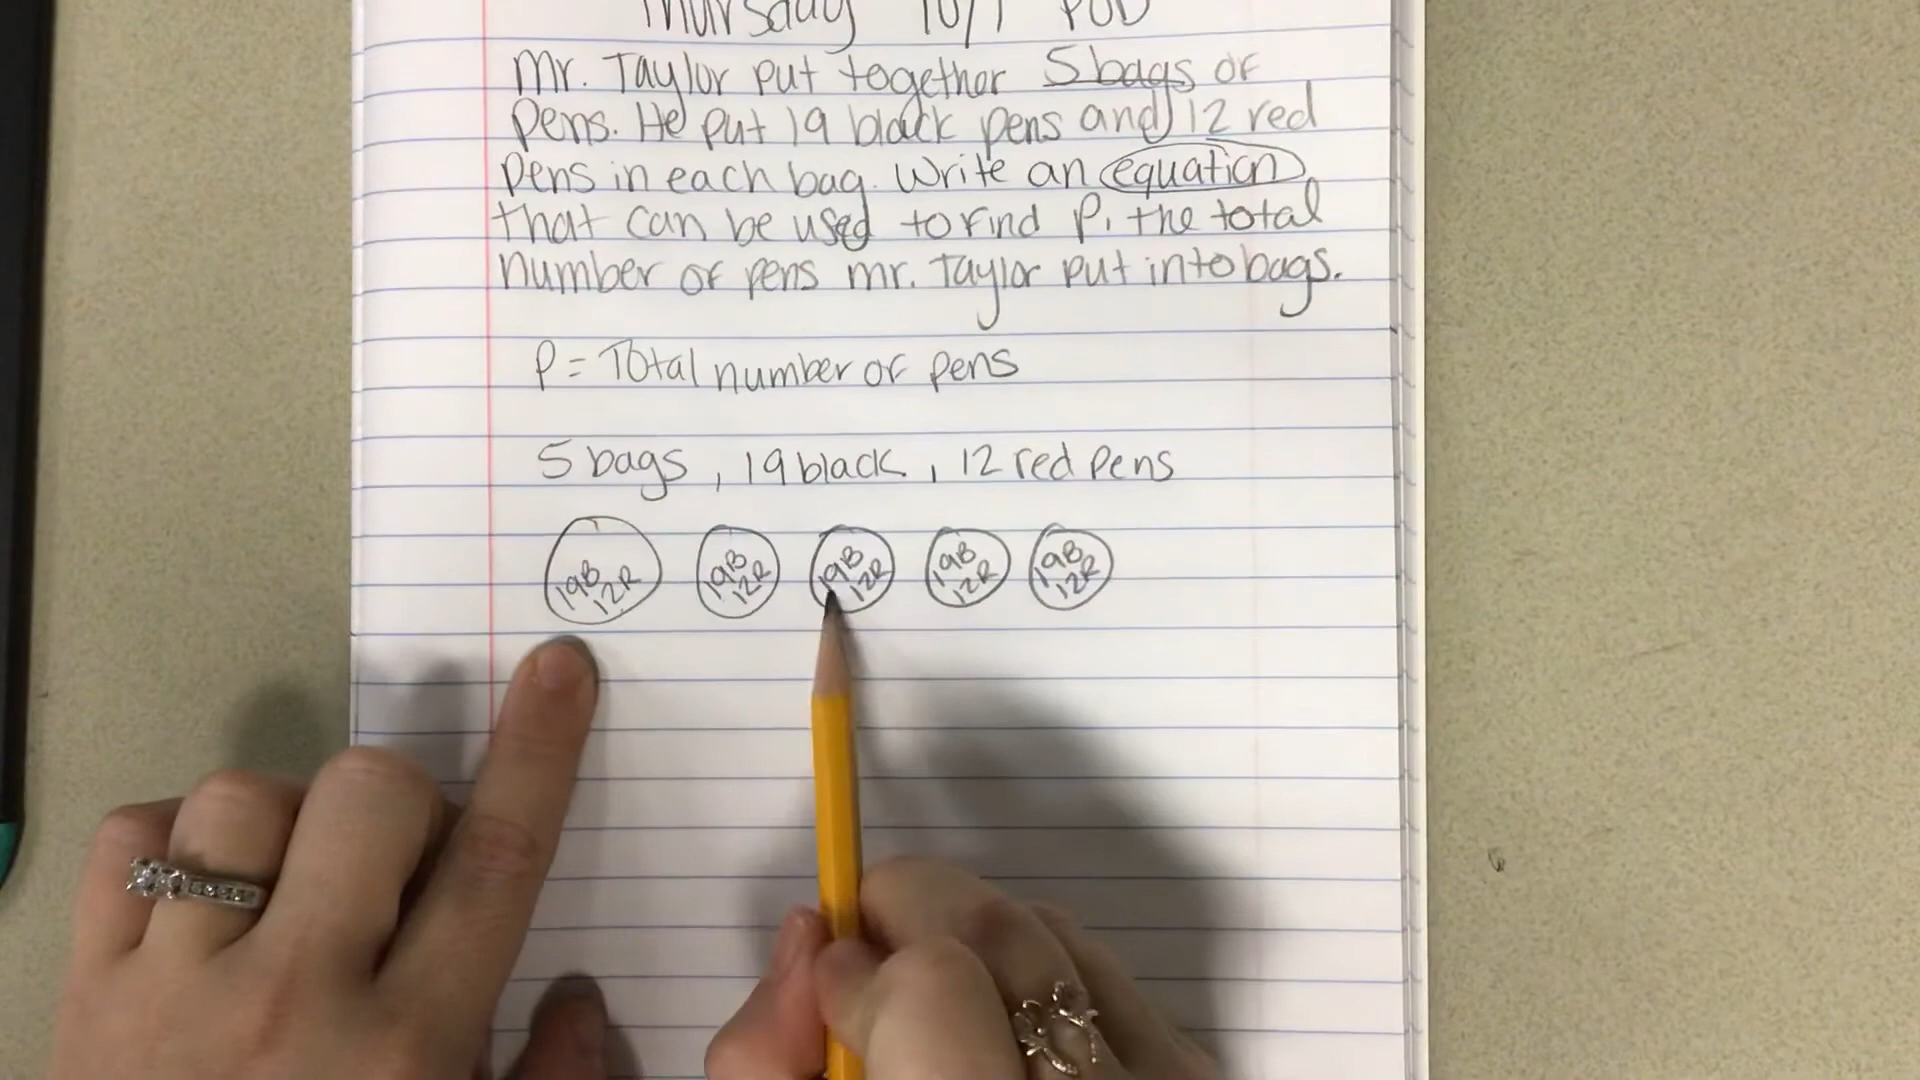 Thursday 10/1 POD
Mr. Taylor put together 5 bags of
Pens. He put 19 black pens and 12 red
Pens in each bag. Write an equation
that can be used to find P, the total
number of pens mr. Taylor put into bags.
P = Total number of pens
5 bags, 19 black, 12 red pens
19B 12R 19B 12R 19B 12R 19B 12R 19B 12R